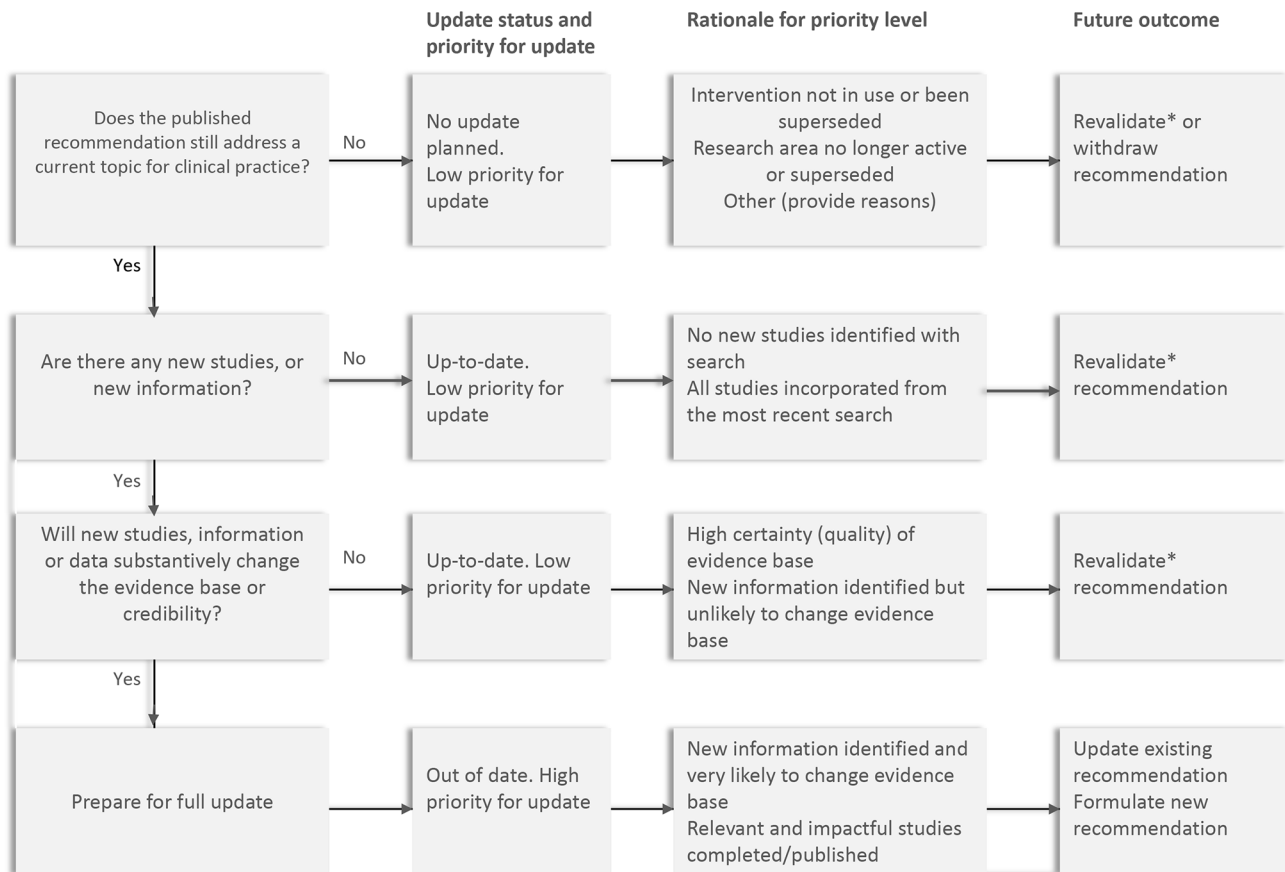 Update status and
priority for update
Rationale for priority level
Future outcome
Does the published
recommendation still address a
current topic for clinical practice?
No
No update
planned.
Low priority for
update
Intervention not in use or been
superseded
Research area no longer active
or superseded
Other (provide reasons)
Revalidate* or
withdraw
recommendation
Yes
Are there any new studies, or
new information?
No
Up-to-date.
Low priority for
update
No new studies identified with
search
All studies incorporated from
the most recent search
Revalidate*
recommendation
Yes
Will new studies, information
or data substantively change
the evidence base or
credibility?
No
Up-to-date. Low
priority for update
High certainty (quality) of
evidence base
New information identified but
unlikely to change evidence
base
Revalidate*
recommendation
Yes
Prepare for full update
Out of date. High
priority for update
New information identified and
very likely to change evidence
base
Relevant and impactful studies
completed/published
Update existing
recommendation
Formulate new
recommendation